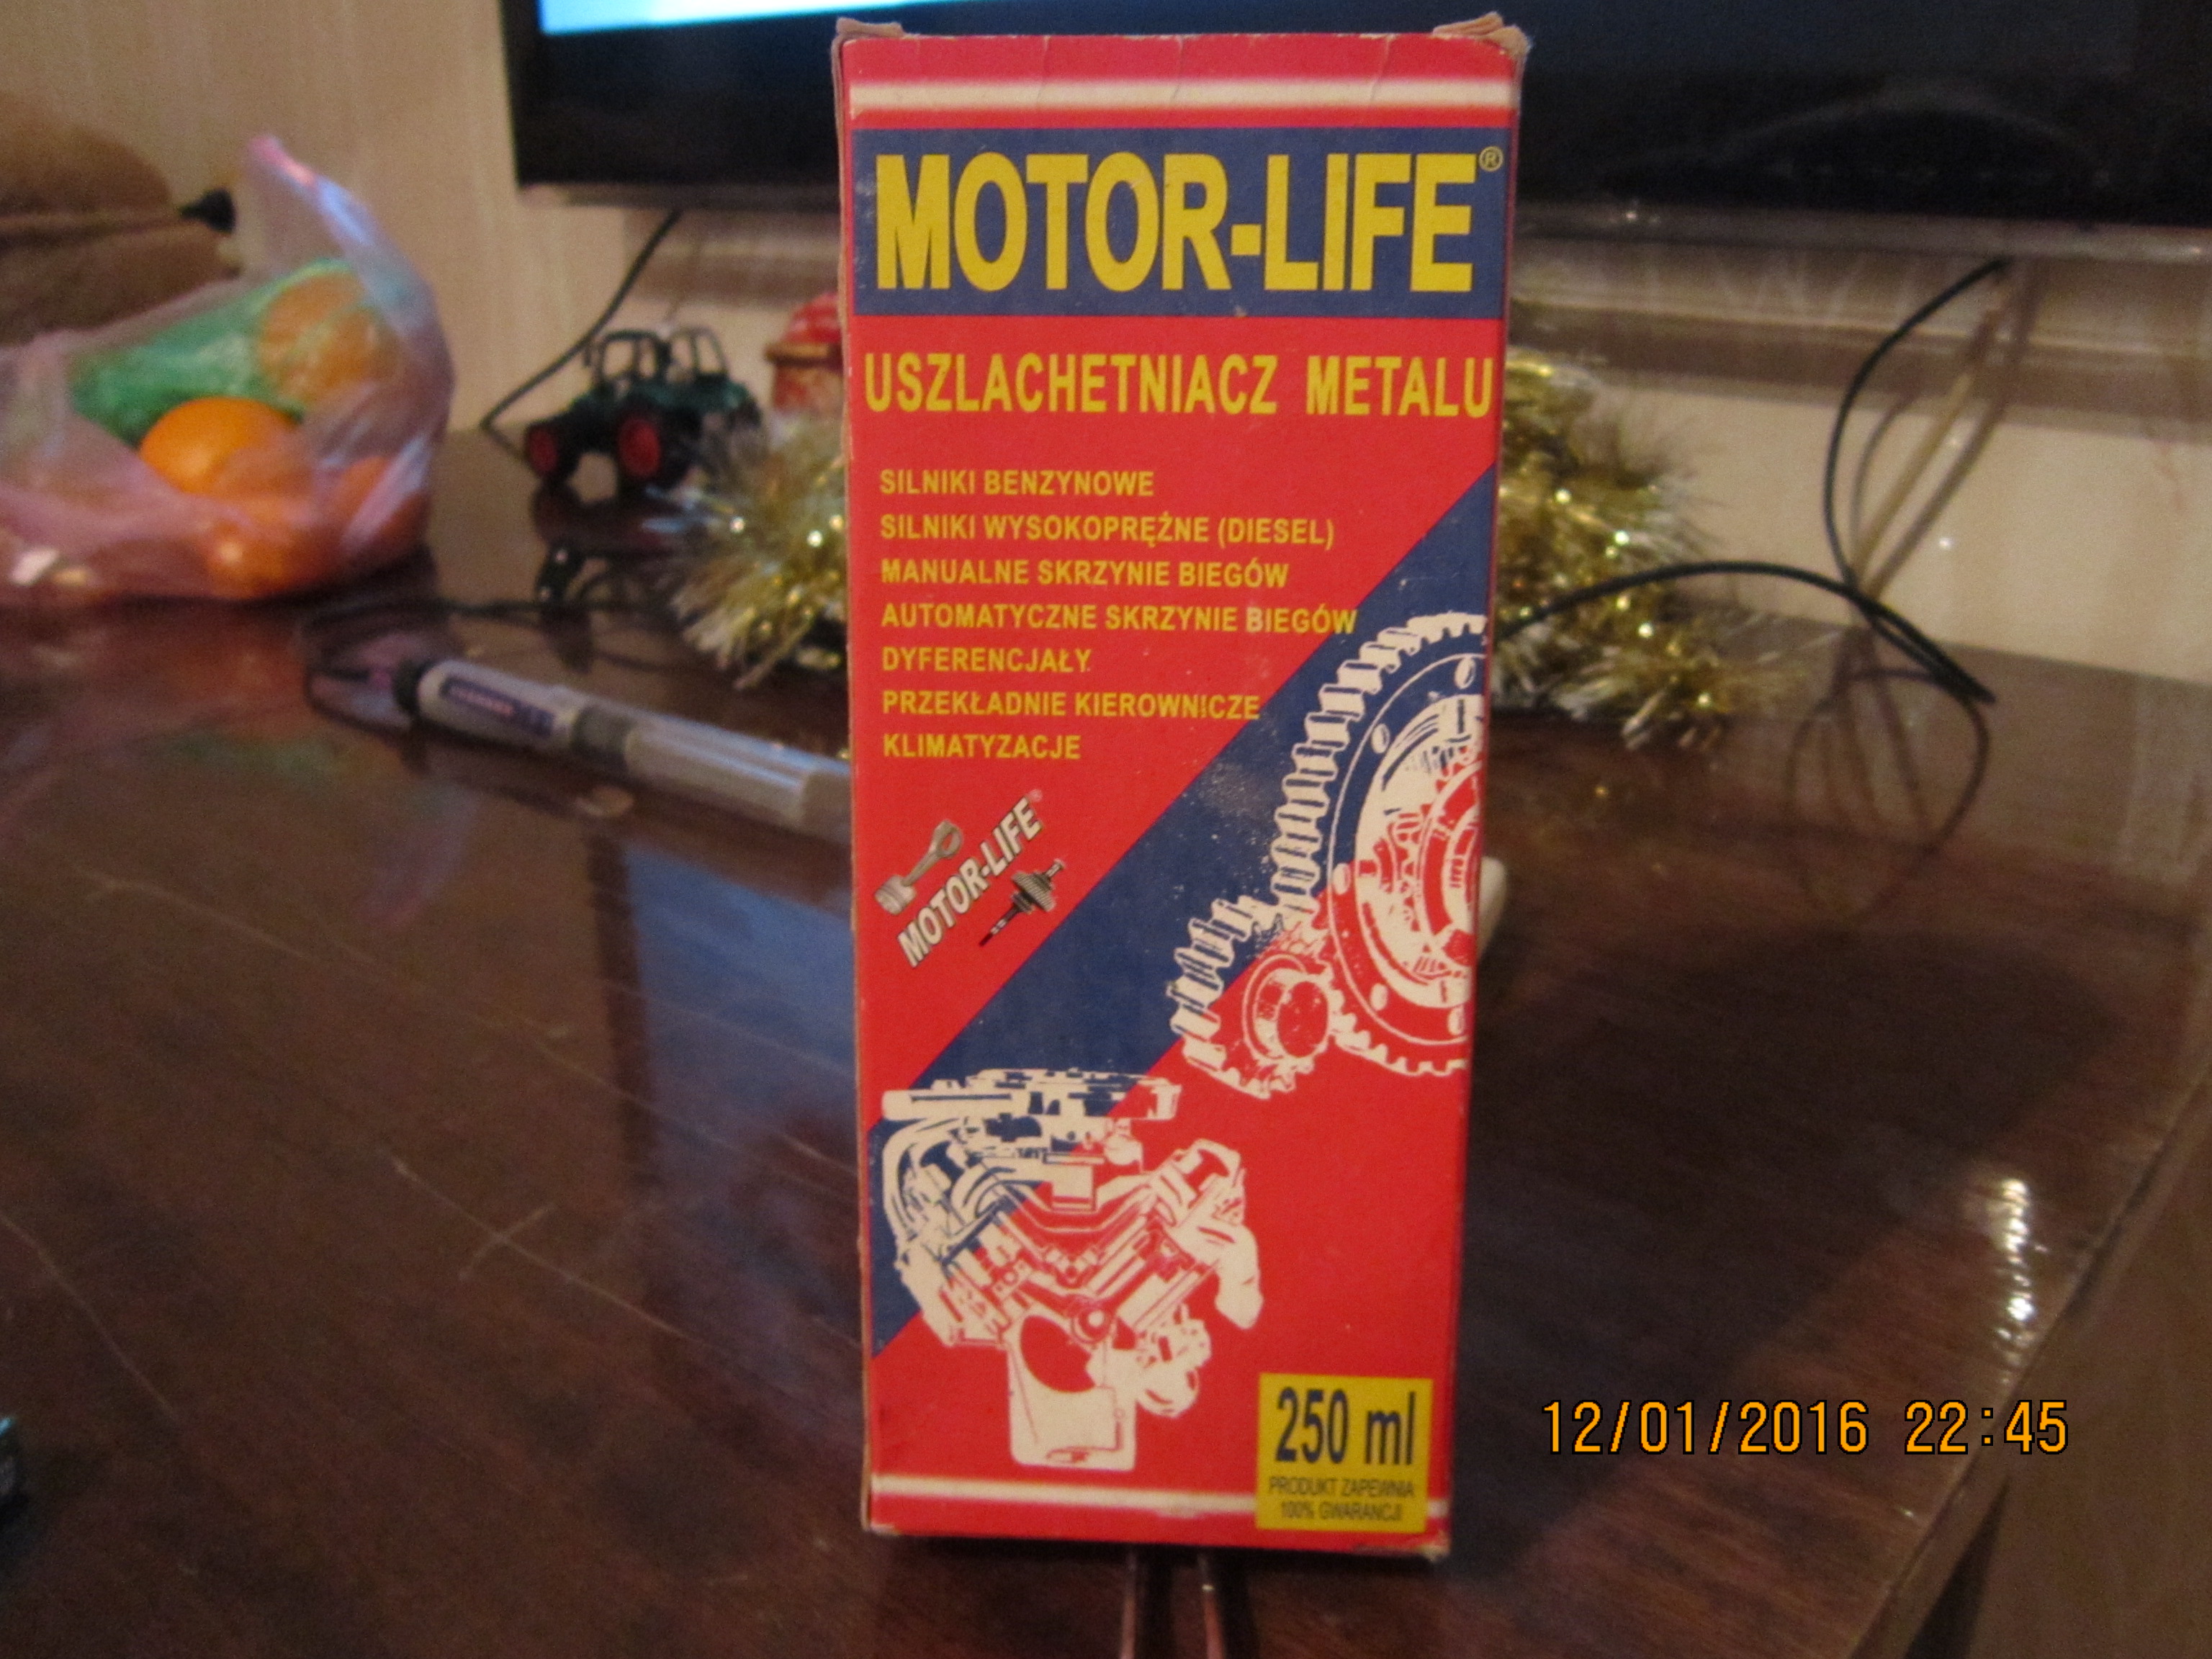 MOTOR-LIFE®
USZLACHETNIACZ METALU
SILNIKI BENZYNOWE
SILNIKI WYSOKOPRĘŻNE (DIESEL)
MANUALNE SKRZYNIE BIEGÓW
AUTOMATYCZNE SKRZYNIE BIEGÓW
DYFERENCJAŁY
PRZEKŁADNIE KIEROWNICZE
KLIMATYZACJE
MOTOR-LIFE®
250 ml
PRODUKT ZAPEWNIA
100% GWARANCJI
12/01/2016 22:45